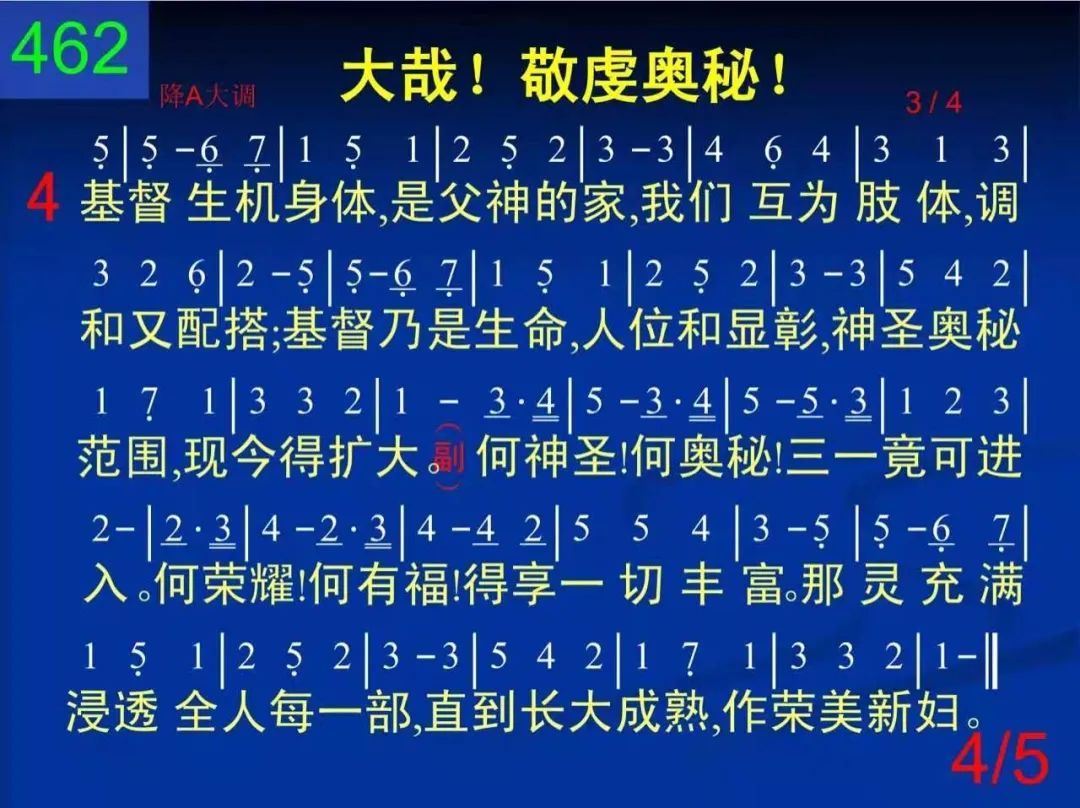 462
大哉！敬虔奥秘！
降A大调
3 / 4
5|5 -6 7|1 5 1|2 5 2|3 -3|4 6 4|3 1 3|
4 基督 生机身体,是父神的家,我们 互为 肢 体,调
3 2 6|2 -5|5-6 7|1 5 1|2 5 2|3 -3|5 4 2|
和又配搭;基督乃是生命,人位和显彰,神圣奥秘
1 7 1|3 3 2|1 - 3·4|5 -3·4|5 -5·3|1 2 3|
范围,现今得扩大。(副)何神圣!何奥秘!三一竟可进
2-|2·3|4 -2·3|4 -4 2|5 5 4|3 -5|5 -6 7|
入。何荣耀!何有福!得享一 切 丰 富。那 灵 充 满
1 5 1|2 5 2|3 -3|5 4 2|1 7 1|3 3 2|1-‖
浸透 全人每一部,直到长大成熟,作荣美新妇。
4/5